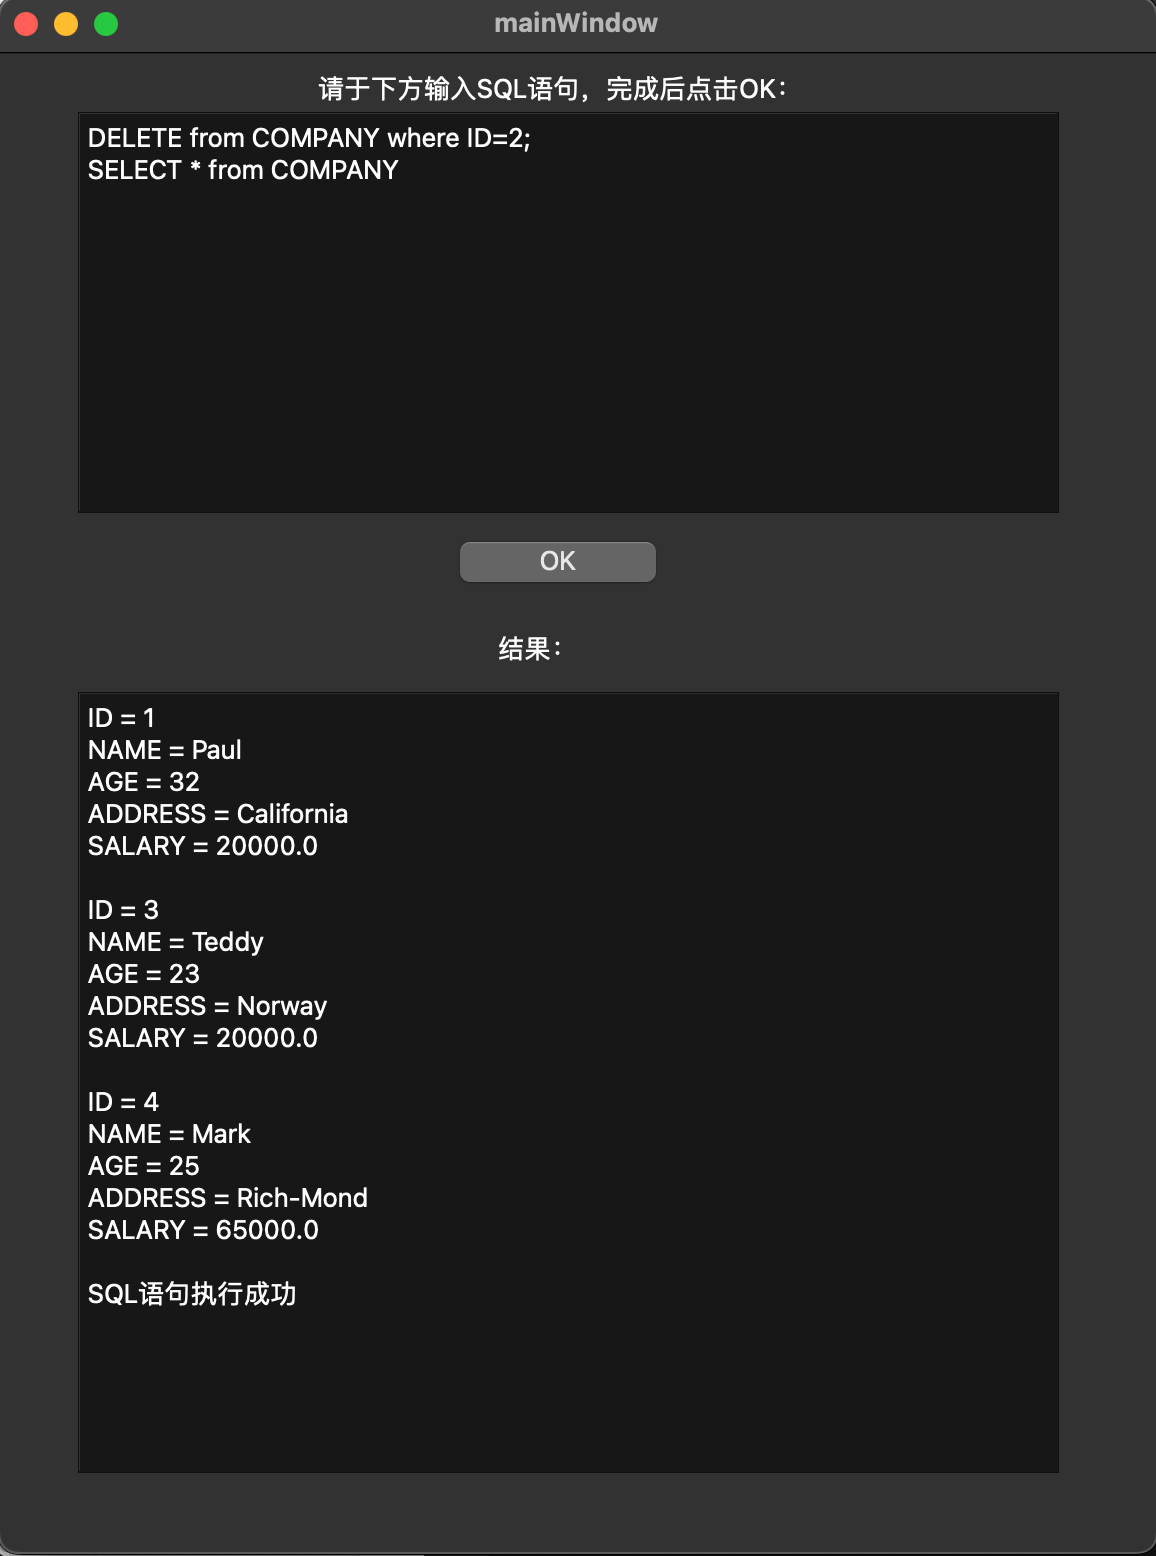 mainWindow
请于下方输入SQL语句，完成后点击OK：
DELETE from COMPANY where ID=2;
SELECT * from COMPANY
OK
结果：
ID = 1
NAME = Paul
AGE = 32
ADDRESS = California
SALARY = 20000.0
ID = 3
NAME = Teddy
AGE = 23
ADDRESS = Norway
SALARY = 20000.0
ID = 4
NAME = Mark
AGE = 25
ADDRESS = Rich-Mond
SALARY = 65000.0
SQL语句执行成功